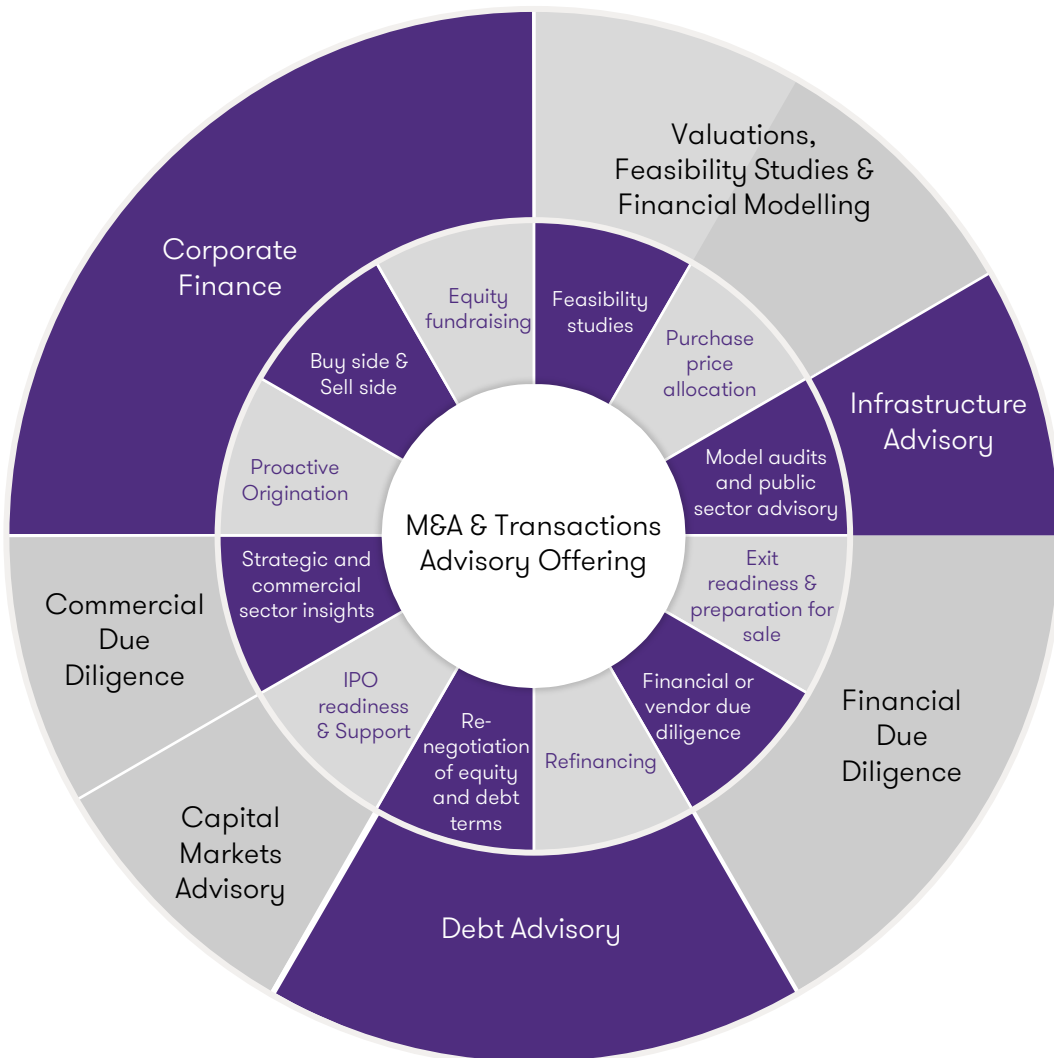 Valuations,
Feasibility Studies &
Financial Modelling
Corporate
Finance
Infrastructure
Advisory
Financial
Due
Diligence
Debt Advisory
Capital
Markets
Advisory
Commercial
Due
Diligence
Equity
fundraising
Feasibility
studies
Purchase
price
allocation
Model audits
and public
sector advisory
Exit
readiness &
preparation for
sale
Financial or
vendor due
diligence
Refinancing
Re-
negotiation
of equity
and debt
terms
IPO
readiness
& Support
Strategic and
commercial
sector insights
Proactive
Origination
Buy side &
Sell side
M&A & Transactions
Advisory Offering